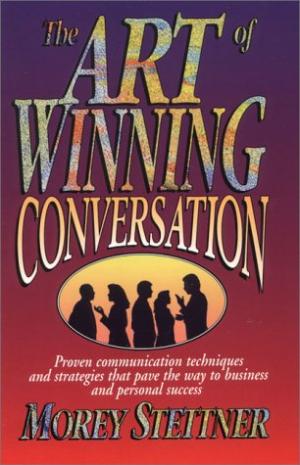 The
ART of
WINNING
CONVERSATION
Proven communication techniques
and strategies that pave the way to business
and personal success
MOREY STETTNER